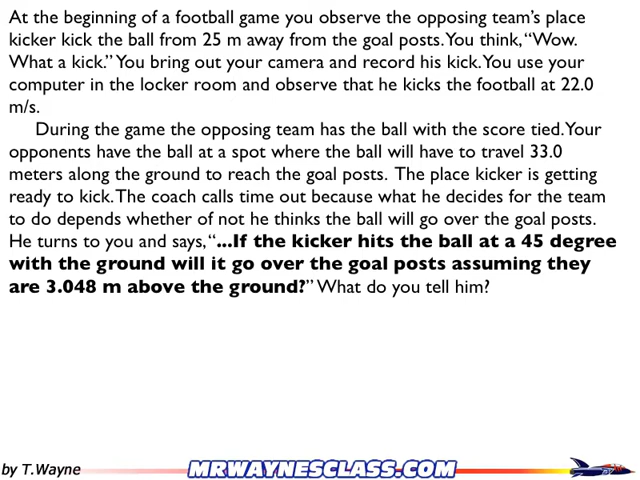 At the beginning of a football game you observe the opposing team's place
kicker kick the ball from 25 m away from the goal posts. You think, "Wow.
What a kick." You bring out your camera and record his kick. You use your
computer in the locker room and observe that he kicks the football at 22.0
m/s.
During the game the opposing team has the ball with the score tied. Your
opponents have the ball at a spot where the ball will have to travel 33.0
meters along the ground to reach the goal posts. The place kicker is getting
ready to kick. The coach calls time out because what he decides for the team
to do depends whether of not he thinks the ball will go over the goal posts.
He turns to you and says, "...If the kicker hits the ball at a 45 degree
with the ground will it go over the goal posts assuming they
are 3.048 m above the ground?" What do you tell him?
by T.Wayne
MRWAYNESCLASS.COM